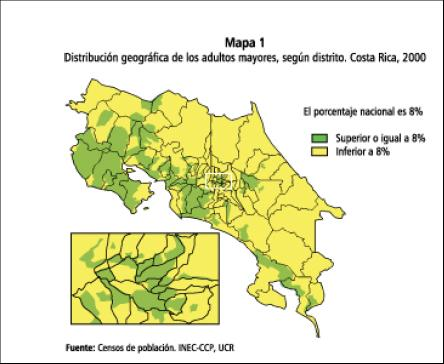 Mapa 1
Distribución geográfica de los adultos mayores, según distrito. Costa Rica, 2000
El porcentaje nacional es 8%
Superior o igual a 8%
Inferior a 8%
Fuente: Censos de población. INEC-CCP, UCR